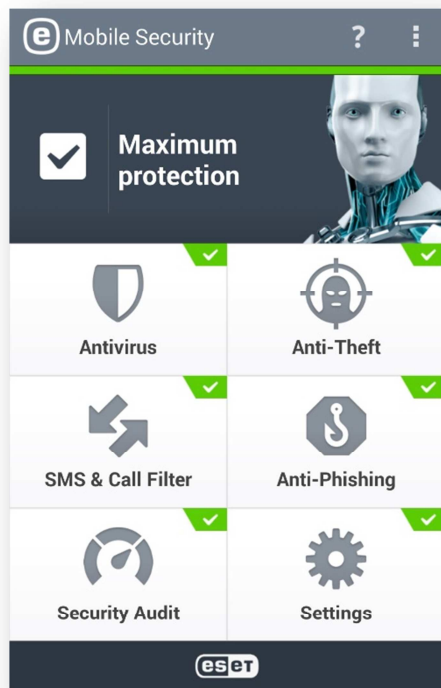 e Mobile Security ?
Maximum
protection
Antivirus
Anti-Theft
SMS & Call Filter
Anti-Phishing
Security Audit
Settings
eseT